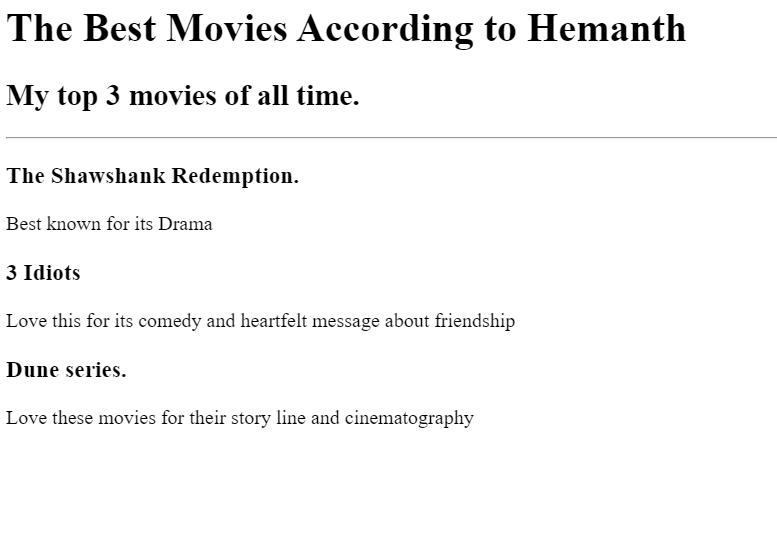 The Best Movies According to Hemanth
My top 3 movies of all time.
The Shawshank Redemption.
Best known for its Drama
3 Idiots
Love this for its comedy and heartfelt message about friendship
Dune series.
Love these movies for their story line and cinematography